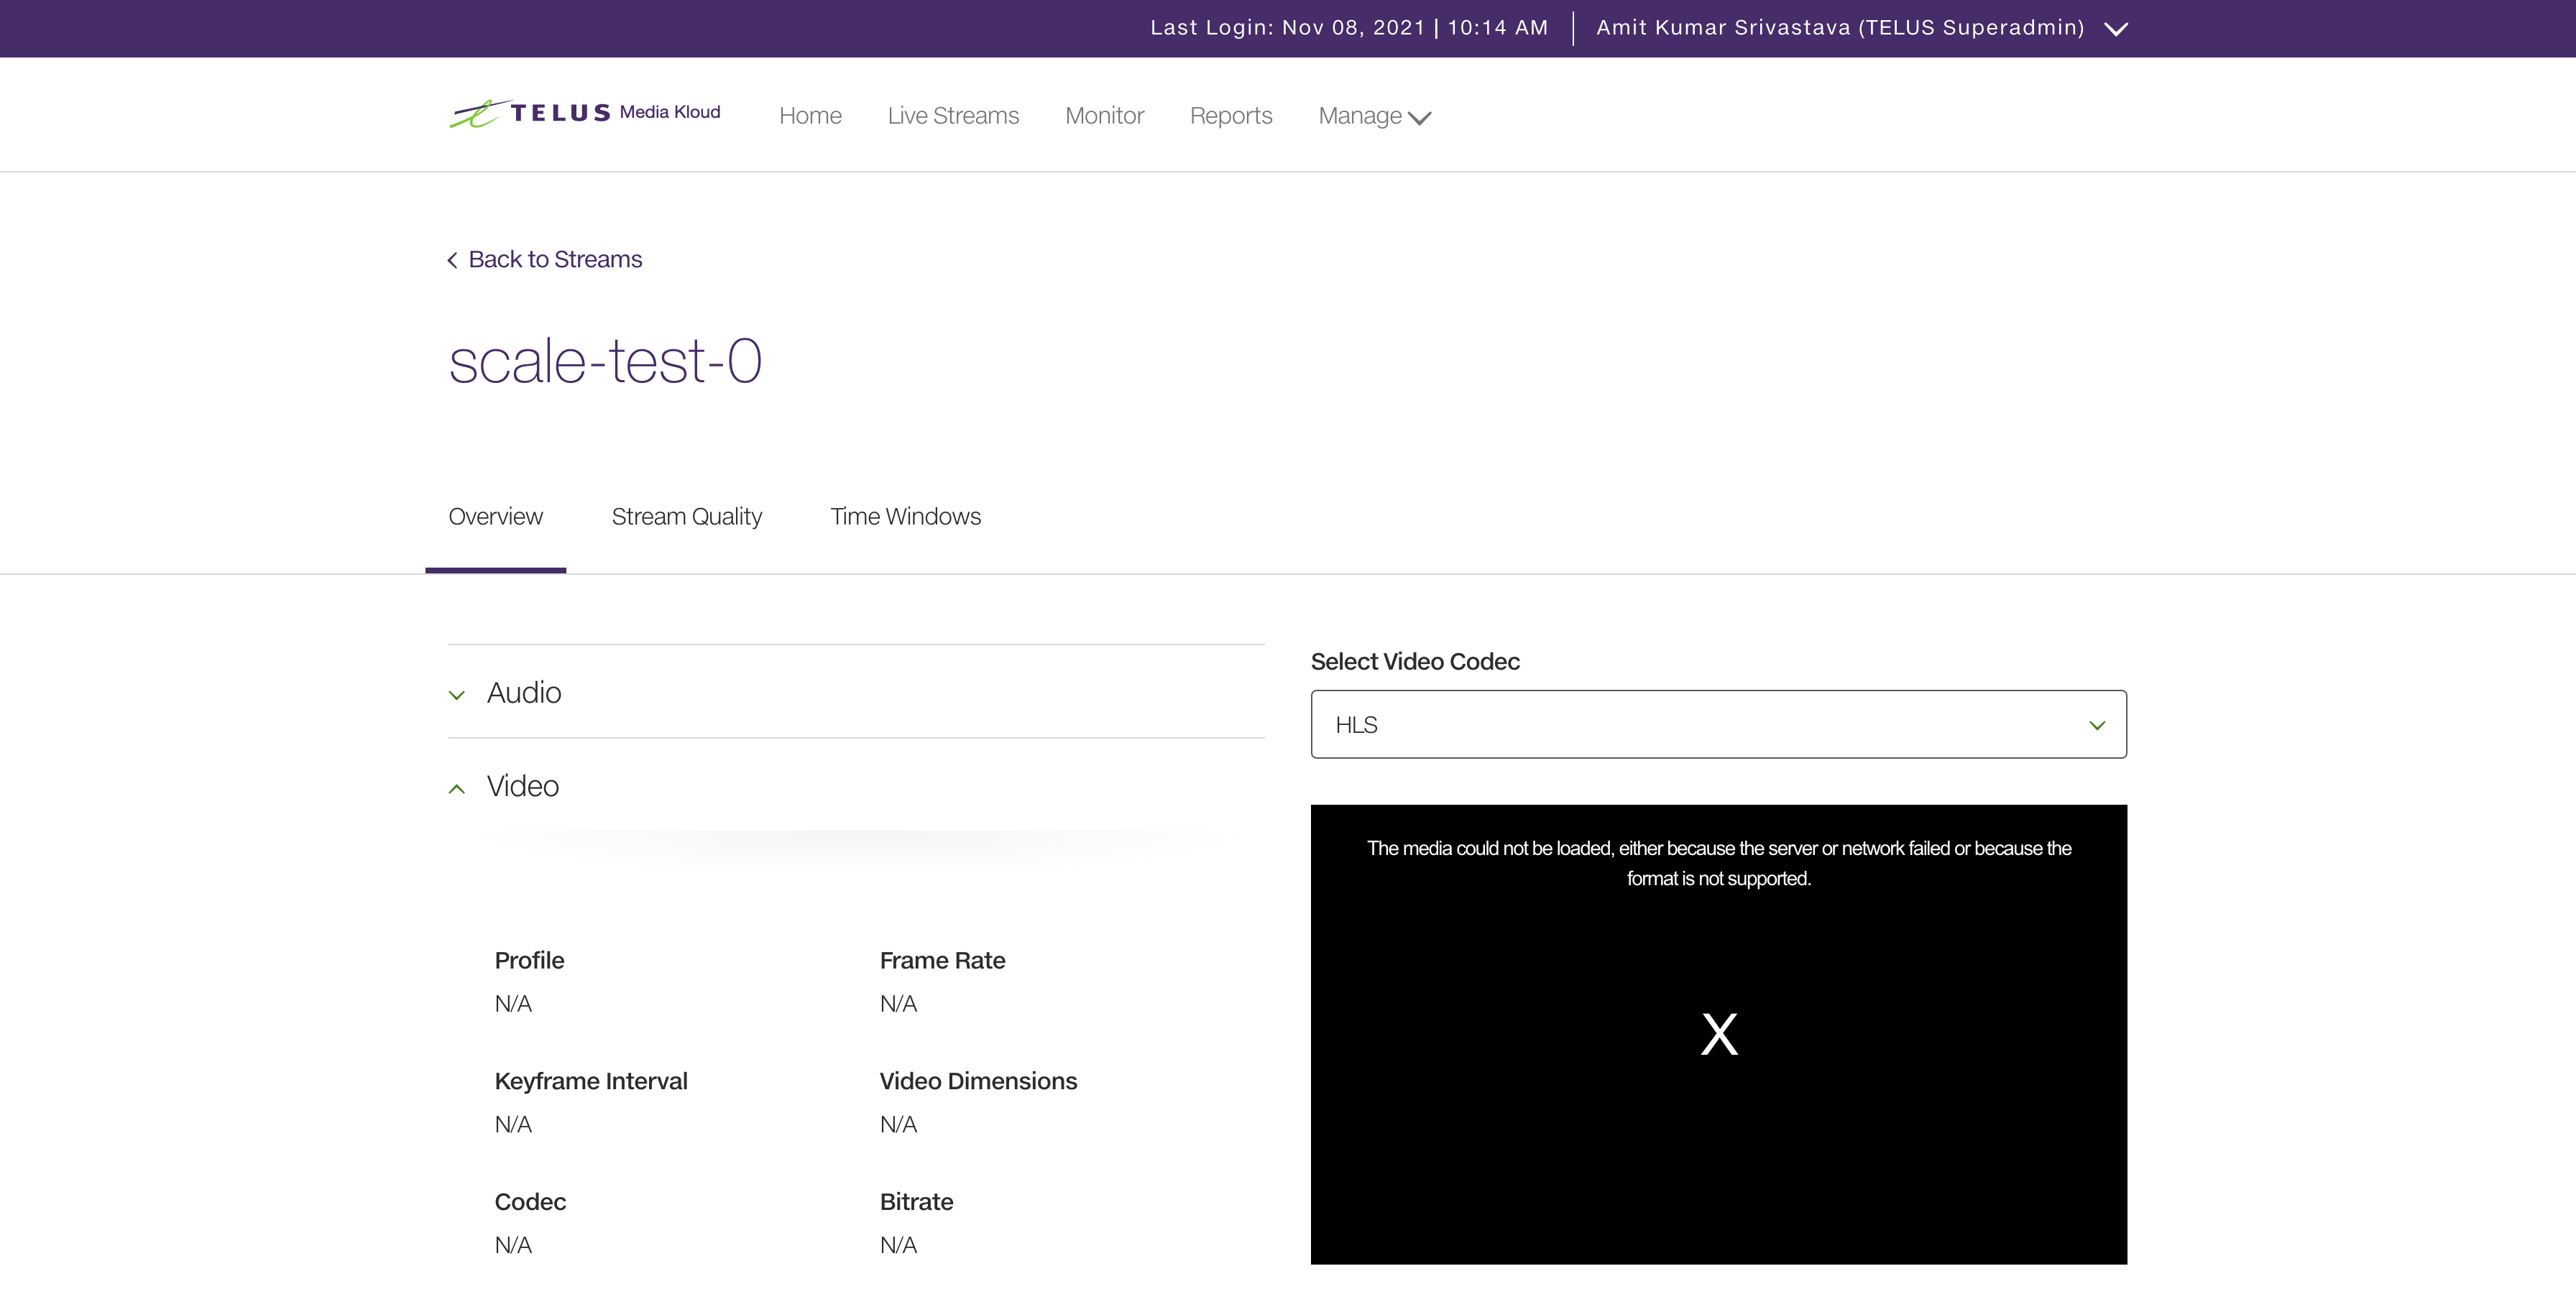 Last Login: Nov 08, 2021 | 10:14 AM
Amit Kumar Srivastava (TELUS Superadmin)
TELUS Media Kloud
Home
Live Streams
Monitor
Reports
Manage
Back to Streams
scale-test-0
Overview
Stream Quality
Time Windows
Audio
Video
Profile
N/A
Frame Rate
N/A
Keyframe Interval
N/A
Video Dimensions
N/A
Codec
N/A
Bitrate
N/A
Select Video Codec
HLS
The media could not be loaded, either because the server or network failed or because the
format is not supported.
X